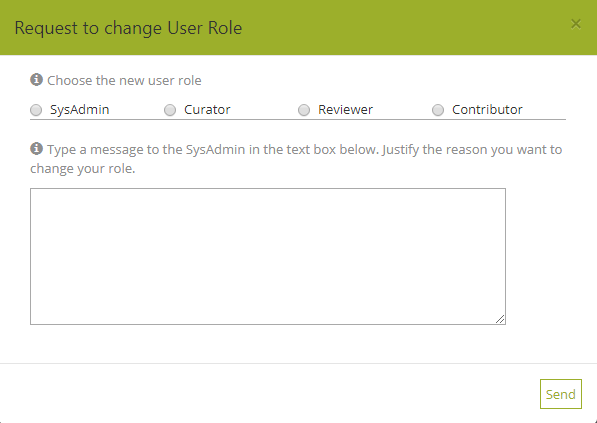 Request to change User Role
×
Choose the new user role
SysAdmin Curator Reviewer Contributor
Type a message to the SysAdmin in the text box below. Justify the reason you want to
change your role.
Send